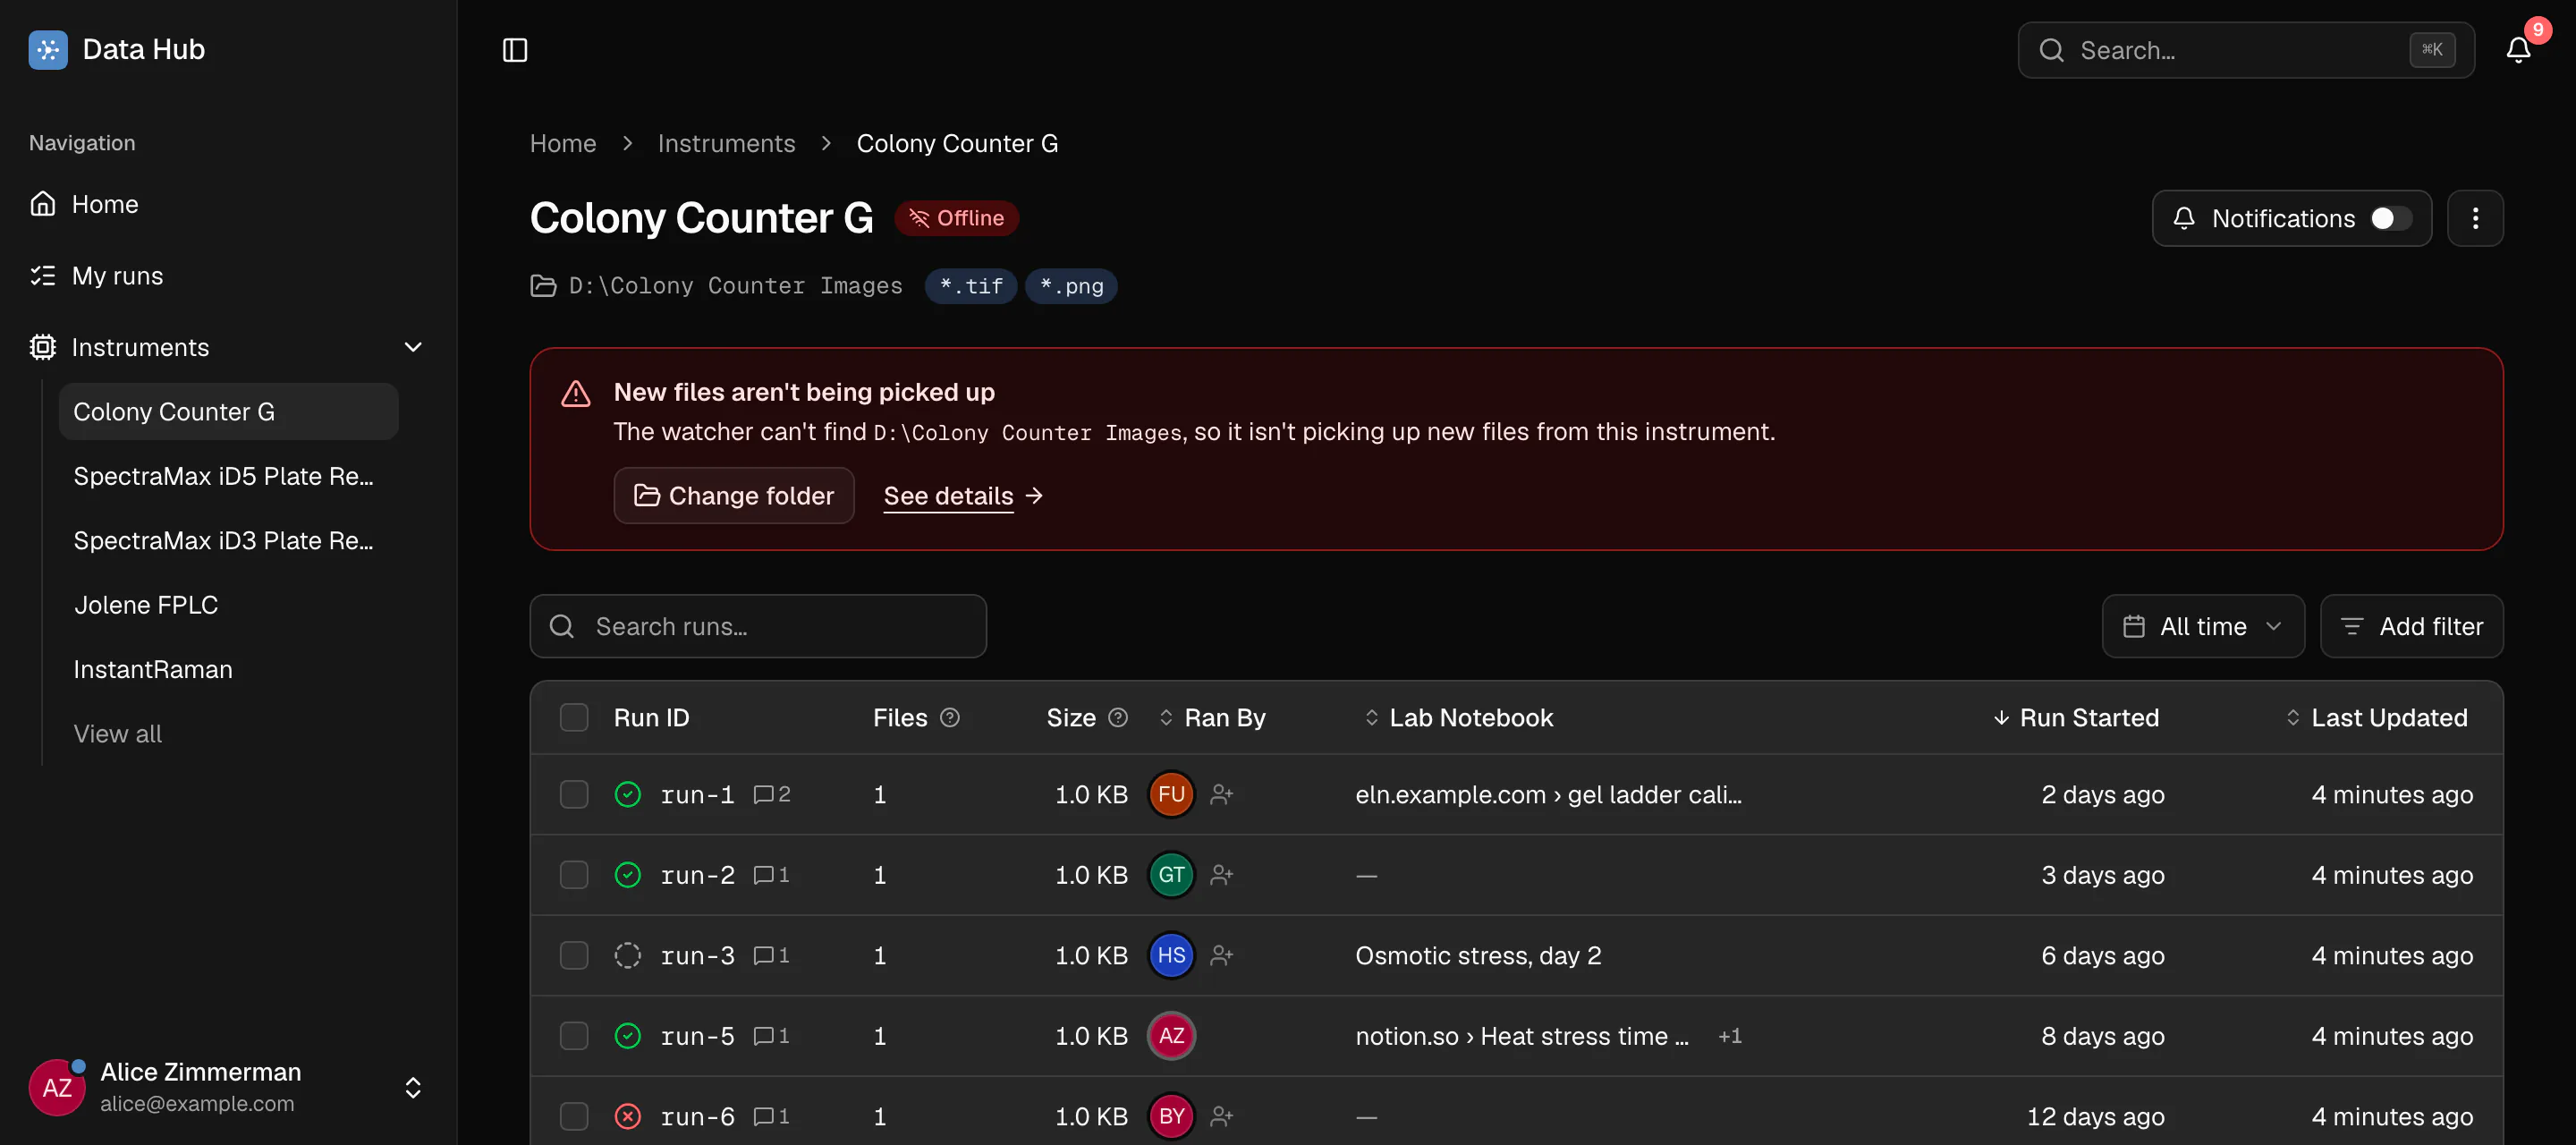 Data Hub
Search...
⌘K
9
Navigation
Home
My runs
Instruments
Colony Counter G
SpectraMax iD5 Plate Re...
SpectraMax iD3 Plate Re...
Jolene FPLC
InstantRaman
View all
AZ
Alice Zimmerman
alice@example.com
Home > Instruments > Colony Counter G
Colony Counter G
Offline
Notifications
D:\Colony Counter Images
*.tif
*.png
New files aren't being picked up
The watcher can't find D:\Colony Counter Images, so it isn't picking up new files from this instrument.
Change folder
See details →
Search runs...
All time
Add filter
Run ID Files Size Ran By Lab Notebook Run Started Last Updated
run-1 2 1 1.0 KB FU eln.example.com › gel ladder cali... 2 days ago 4 minutes ago
run-2 1 1 1.0 KB GT — 3 days ago 4 minutes ago
run-3 1 1 1.0 KB HS Osmotic stress, day 2 6 days ago 4 minutes ago
run-5 1 1 1.0 KB AZ notion.so › Heat stress time ... +1 8 days ago 4 minutes ago
run-6 1 1 1.0 KB BY — 12 days ago 4 minutes ago